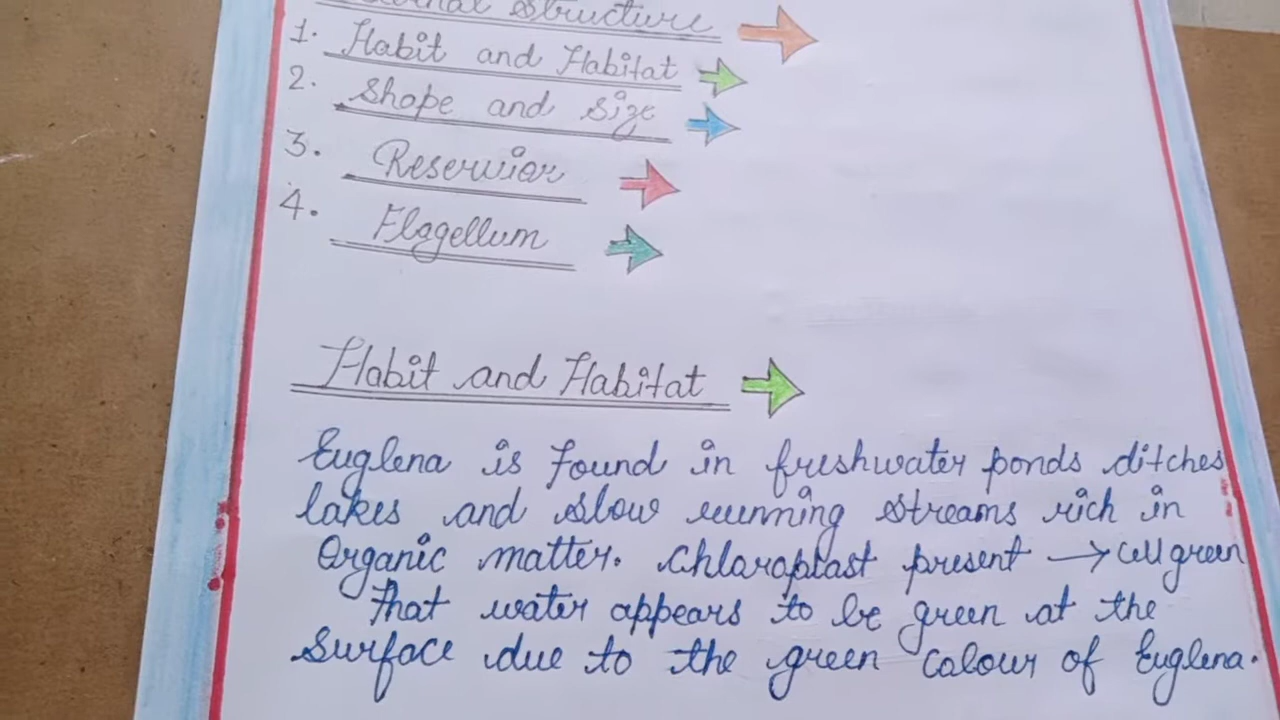 Structure
1. Habit and Habitat
2. Shape and size
3. Reserviar
4. Flagellum
Habit and Habitat
Euglena is found in freshwater ponds ditches
lakes and slow running streams rich in
Organic matter. Chloroplast present → cell green
That water appears to be green at the
Surface due to the green colour of Euglena.